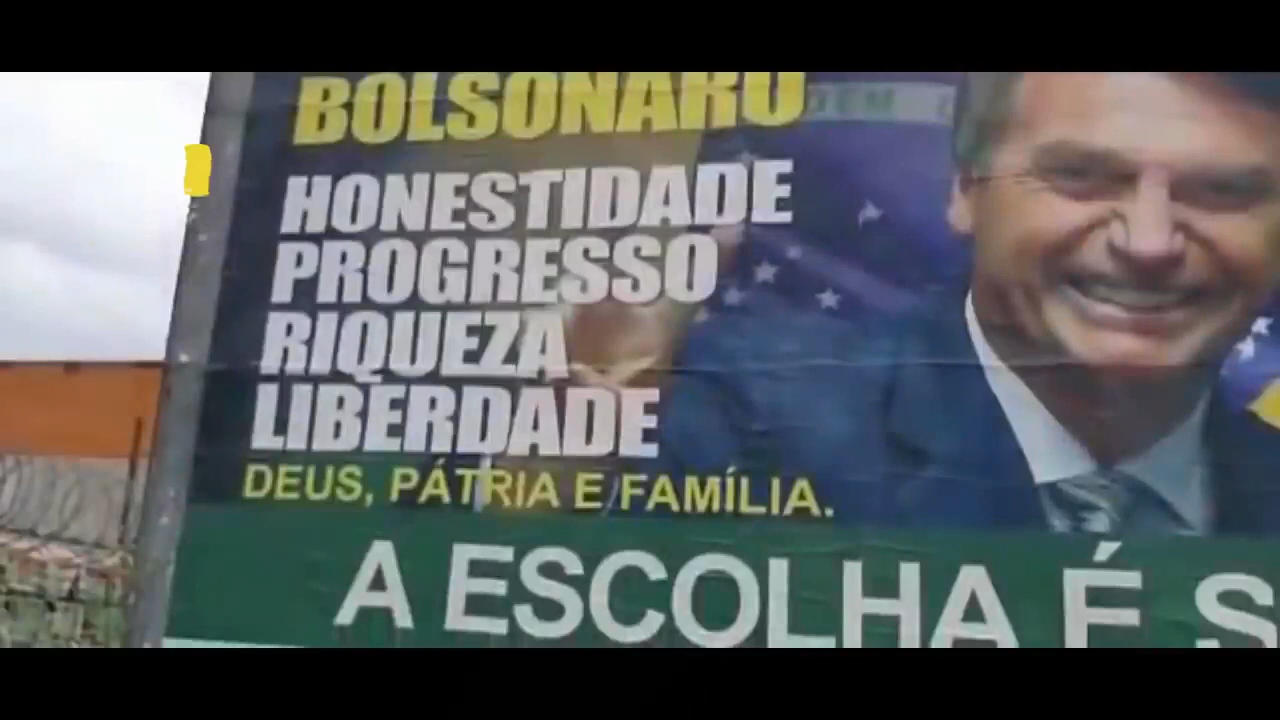 BOLSONARO
HONESTIDADE
PROGRESSO
RIQUEZA
LIBERDADE
DEUS, PÁTRIA E FAMÍLIA.
A ESCOLHA É S